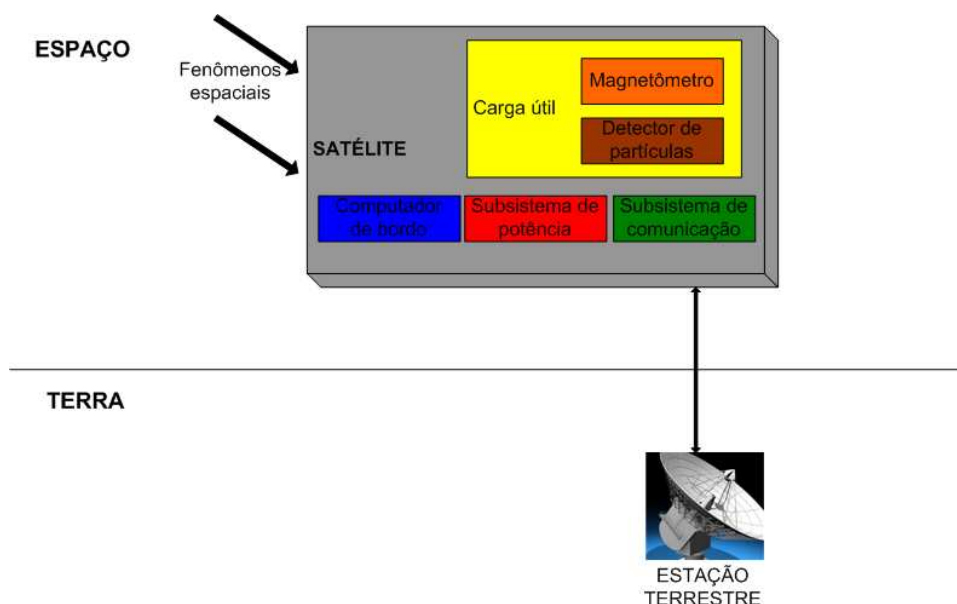 ESPAÇO
Fenômenos
espaciais
SATÉLITE
Carga útil
Magnetômetro
Detector de
partículas
Computador
de bordo
Subsistema de
potência
Subsistema de
comunicação
TERRA
ESTAÇÃO
TERRESTRE